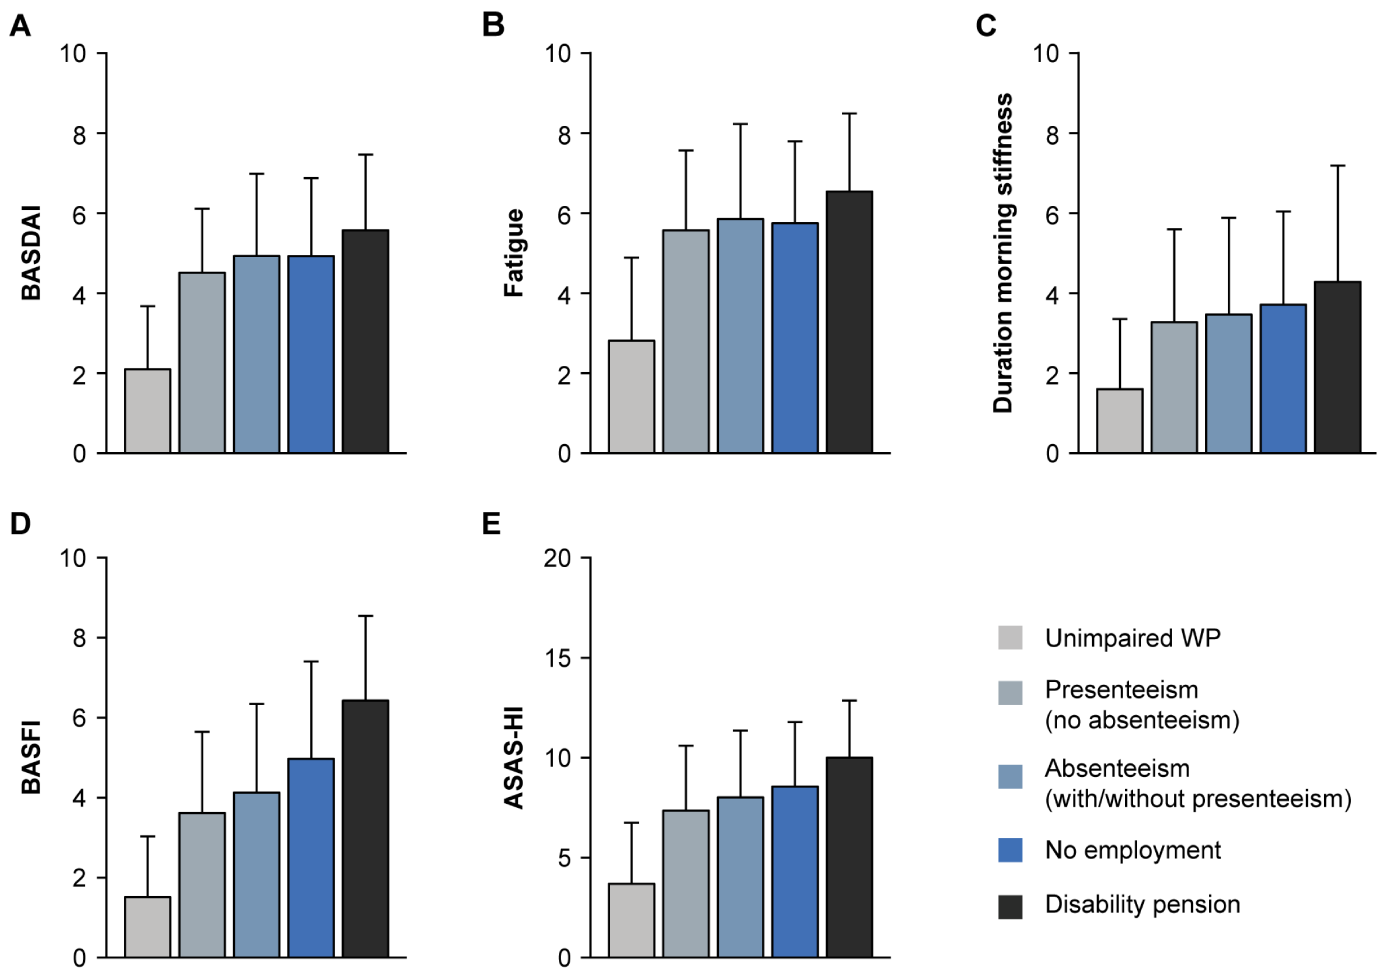 A
BASDAI
10
8
6
4
2
0
B
Fatigue
10
8
6
4
2
0
C
Duration morning stiffness
10
8
6
4
2
0
D
BASFI
10
8
6
4
2
0
E
ASAS-HI
20
15
10
5
0
Unimpaired WP
Presenteeism
(no absenteeism)
Absenteeism
(with/without presenteeism)
No employment
Disability pension